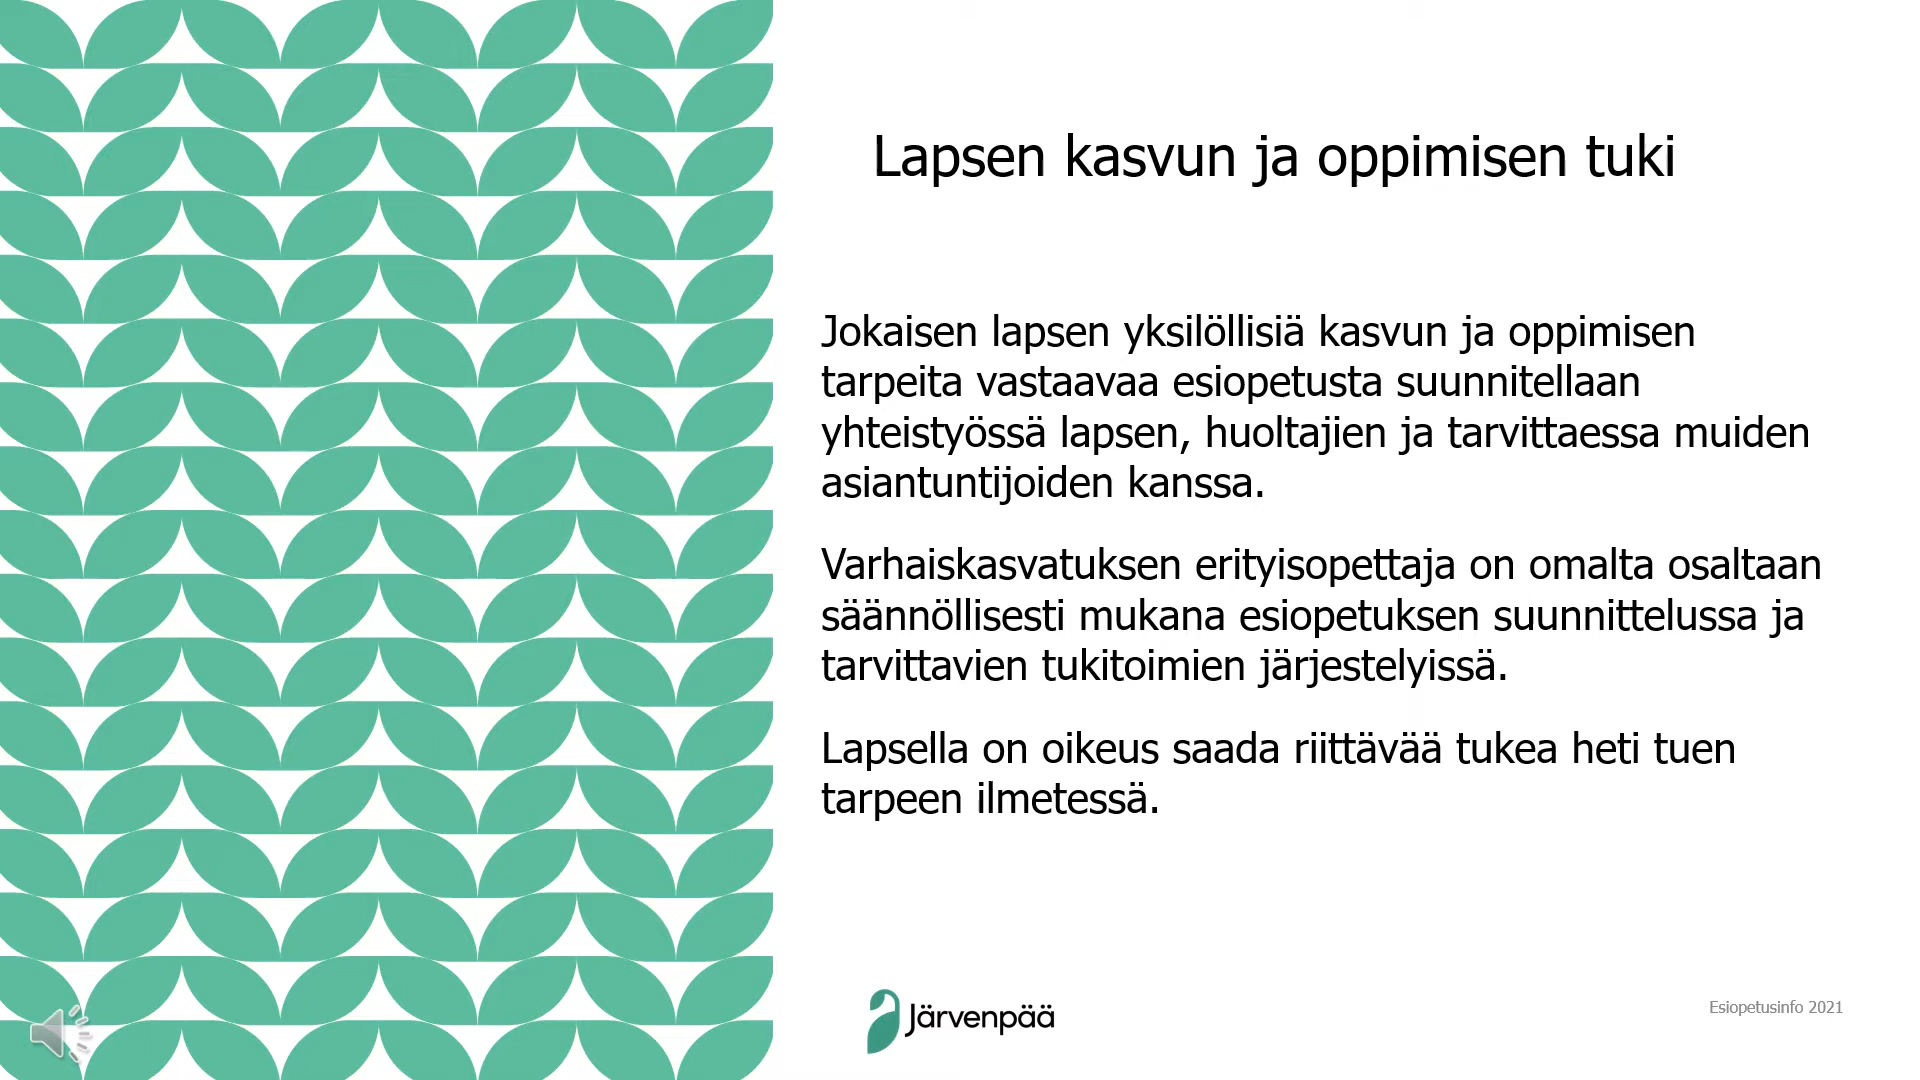 Lapsen kasvun ja oppimisen tuki
Jokaisen lapsen yksilöllisiä kasvun ja oppimisen
tarpeita vastaavaa esiopetusta suunnitellaan
yhteistyössä lapsen, huoltajien ja tarvittaessa muiden
asiantuntijoiden kanssa.
Varhaiskasvatuksen erityisopettaja on omalta osaltaan
säännöllisesti mukana esiopetuksen suunnittelussa ja
tarvittavien tukitoimien järjestelyissä.
Lapsella on oikeus saada riittävää tukea heti tuen
tarpeen ilmetessä.
Järvenpää
Esiopetusinfo 2021